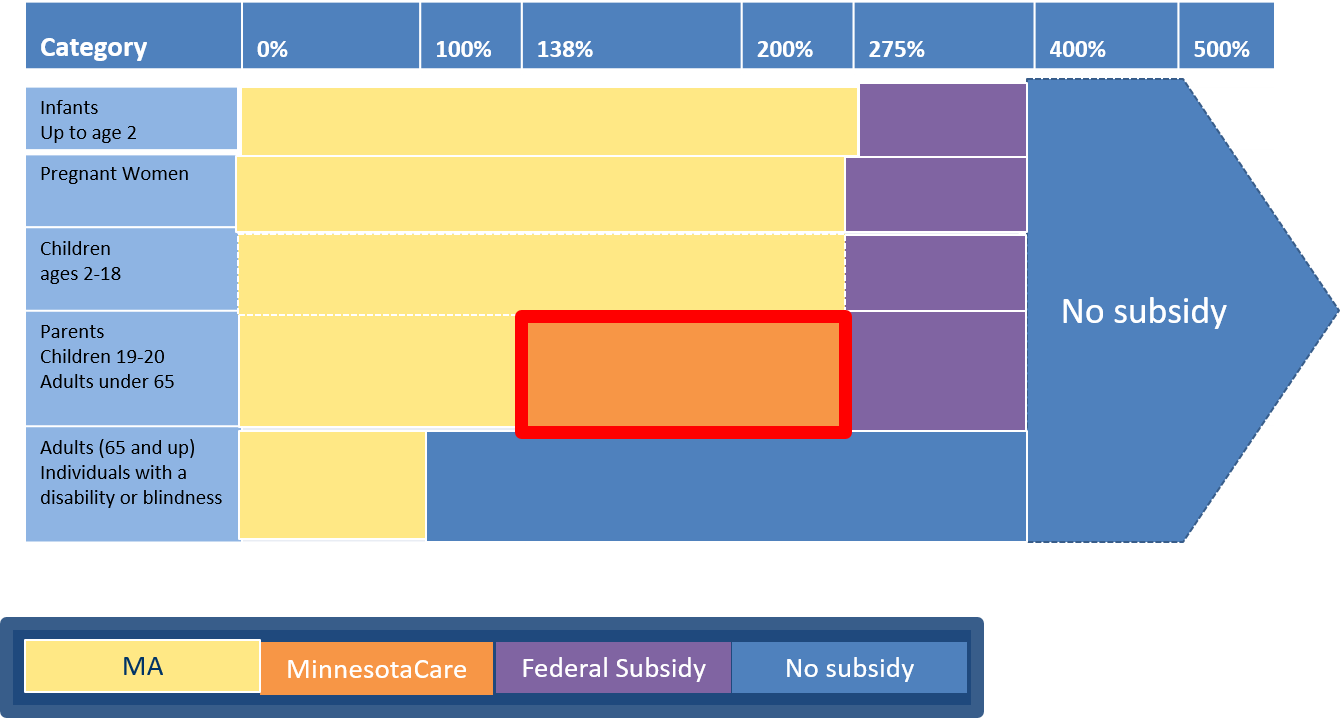 Category 0% 100% 138% 200% 275% 400% 500%
Infants
Up to age 2
Pregnant Women
Children
ages 2-18
Parents
Children 19-20
Adults under 65
No subsidy
Adults (65 and up)
Individuals with a
disability or blindness
MA MinnesotaCare Federal Subsidy No subsidy